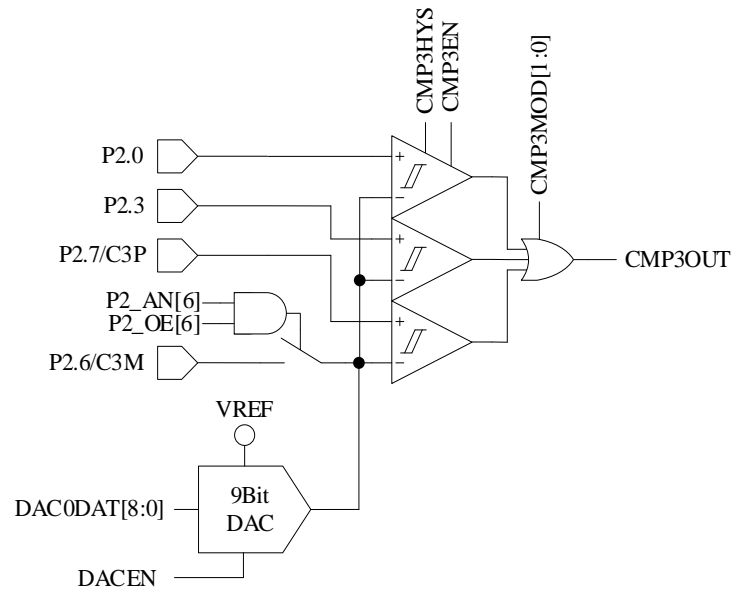 CMP3HYS
CMP3EN
CMP3MOD[1:0]
P2.0
P2.3
P2.7/C3P
P2_AN[6]
P2_OE[6]
P2.6/C3M
+
−
+
−
+
−
CMP3OUT
VREF
DAC0DAT[8:0]
9Bit
DAC
DACEN